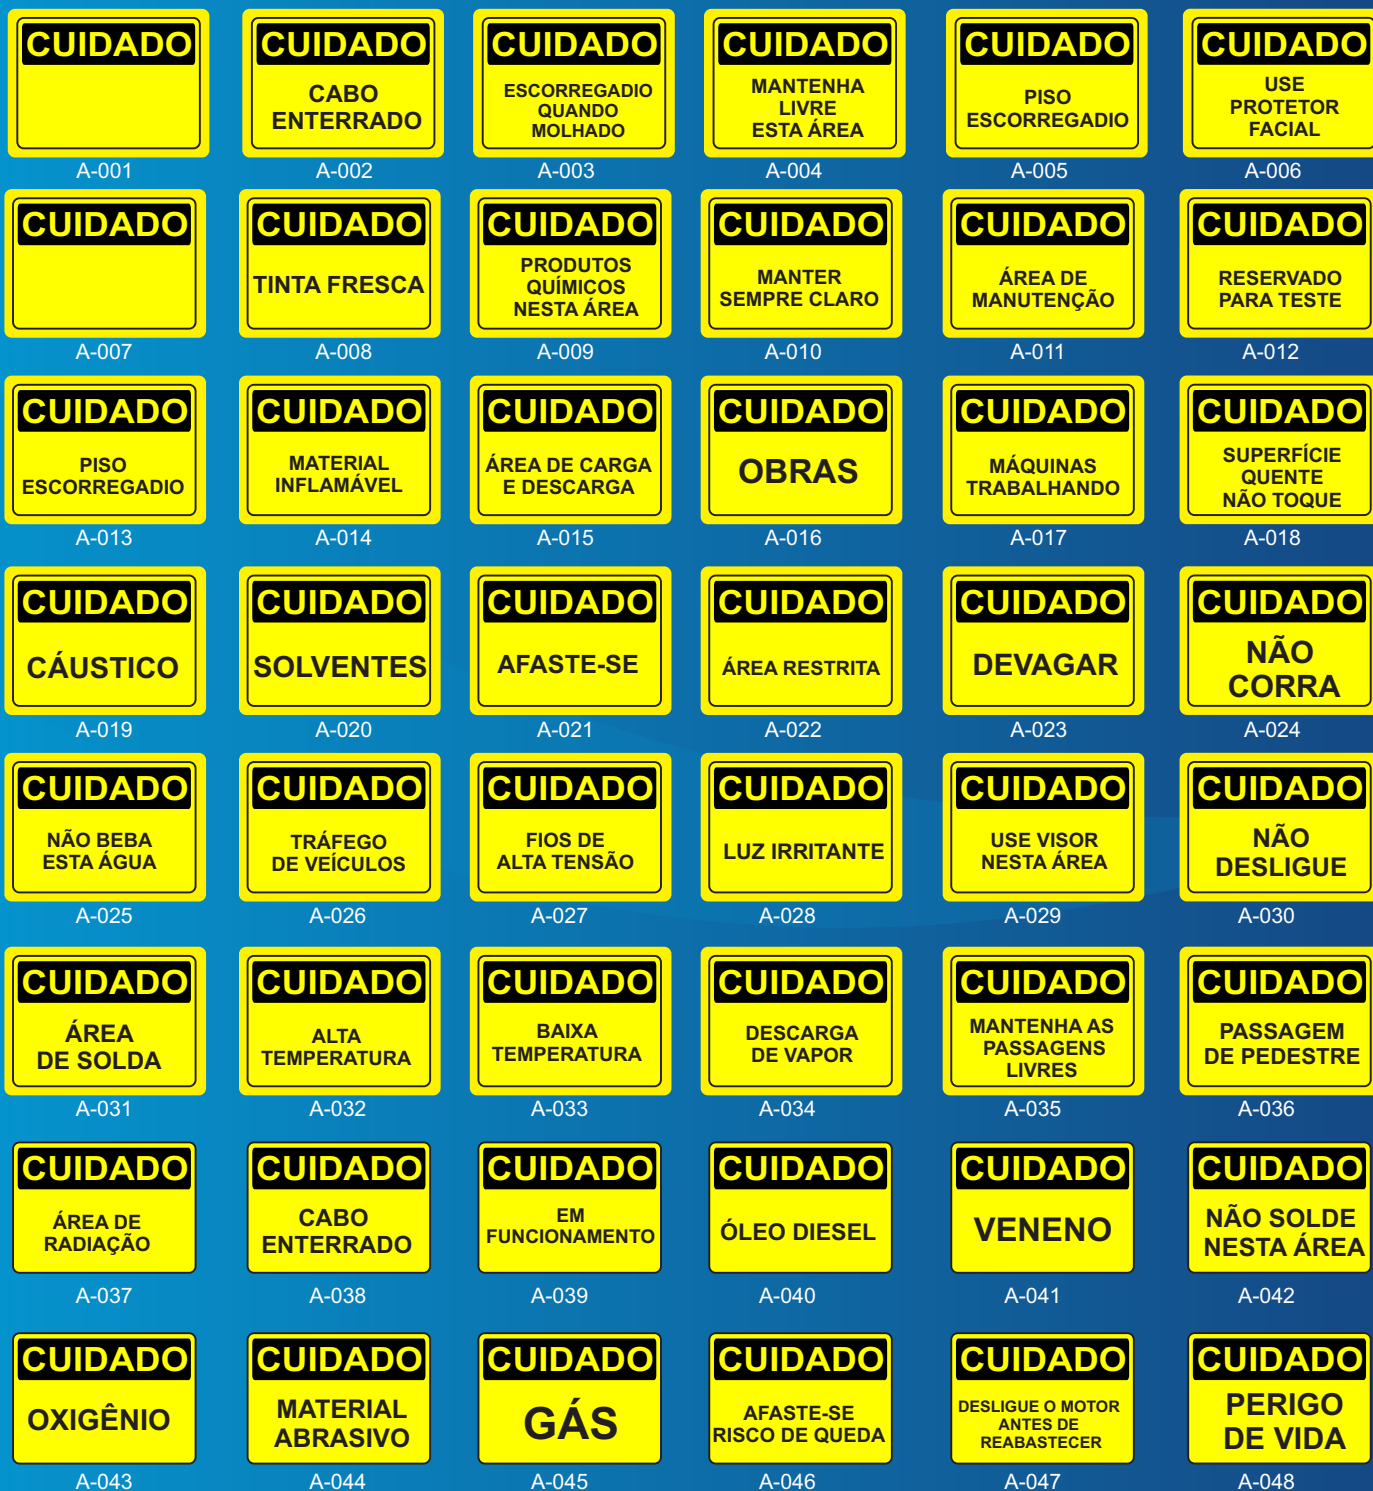 CUIDADO
A-001
CUIDADO
CABO
ENTERRADO
A-002
CUIDADO
ESCORREGADIO
QUANDO
MOLHADO
A-003
CUIDADO
MANTENHA
LIVRE
ESTA ÁREA
A-004
CUIDADO
PISO
ESCORREGADIO
A-005
CUIDADO
USE
PROTETOR
FACIAL
A-006
CUIDADO
A-007
CUIDADO
TINTA FRESCA
A-008
CUIDADO
PRODUTOS
QUÍMICOS
NESTA ÁREA
A-009
CUIDADO
MANTER
SEMPRE CLARO
A-010
CUIDADO
ÁREA DE
MANUTENÇÃO
A-011
CUIDADO
RESERVADO
PARA TESTE
A-012
CUIDADO
PISO
ESCORREGADIO
A-013
CUIDADO
MATERIAL
INFLAMÁVEL
A-014
CUIDADO
ÁREA DE CARGA
E DESCARGA
A-015
CUIDADO
OBRAS
A-016
CUIDADO
MÁQUINAS
TRABALHANDO
A-017
CUIDADO
SUPERFÍCIE
QUENTE
NÃO TOQUE
A-018
CUIDADO
CÁUSTICO
A-019
CUIDADO
SOLVENTES
A-020
CUIDADO
AFASTE-SE
A-021
CUIDADO
ÁREA RESTRITA
A-022
CUIDADO
DEVAGAR
A-023
CUIDADO
NÃO
CORRA
A-024
CUIDADO
NÃO BEBA
ESTA ÁGUA
A-025
CUIDADO
TRÁFEGO
DE VEÍCULOS
A-026
CUIDADO
FIOS DE
ALTA TENSÃO
A-027
CUIDADO
LUZ IRRITANTE
A-028
CUIDADO
USE VISOR
NESTA ÁREA
A-029
CUIDADO
NÃO
DESLIGUE
A-030
CUIDADO
ÁREA
DE SOLDA
A-031
CUIDADO
ALTA
TEMPERATURA
A-032
CUIDADO
BAIXA
TEMPERATURA
A-033
CUIDADO
DESCARGA
DE VAPOR
A-034
CUIDADO
MANTENHA AS
PASSAGENS
LIVRES
A-035
CUIDADO
PASSAGEM
DE PEDESTRE
A-036
CUIDADO
ÁREA DE
RADIAÇÃO
A-037
CUIDADO
CABO
ENTERRADO
A-038
CUIDADO
EM
FUNCIONAMENTO
A-039
CUIDADO
ÓLEO DIESEL
A-040
CUIDADO
VENENO
A-041
CUIDADO
NÃO SOLDE
NESTA ÁREA
A-042
CUIDADO
OXIGÊNIO
A-043
CUIDADO
MATERIAL
ABRASIVO
A-044
CUIDADO
GÁS
A-045
CUIDADO
AFASTE-SE
RISCO DE QUEDA
A-046
CUIDADO
DESLIGUE O MOTOR
ANTES DE
REABASTECER
A-047
CUIDADO
PERIGO
DE VIDA
A-048